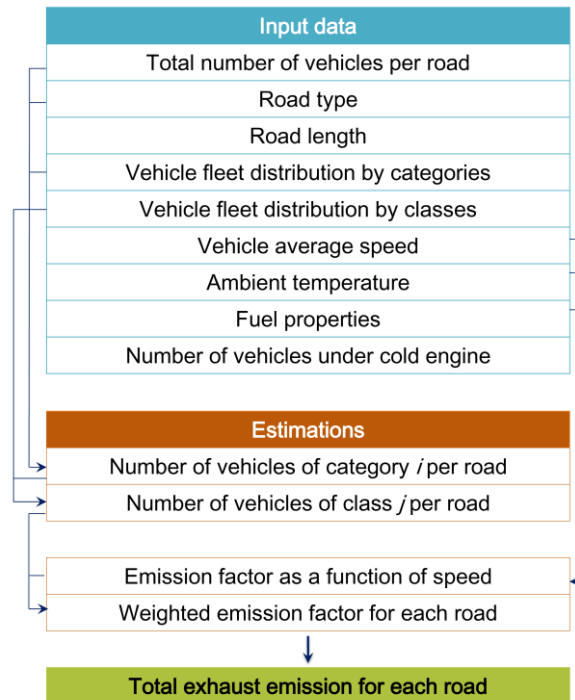 Input data
Total number of vehicles per road
Road type
Road length
Vehicle fleet distribution by categories
Vehicle fleet distribution by classes
Vehicle average speed
Ambient temperature
Fuel properties
Number of vehicles under cold engine
Estimations
Number of vehicles of category i per road
Number of vehicles of class j per road
Emission factor as a function of speed
Weighted emission factor for each road
Total exhaust emission for each road